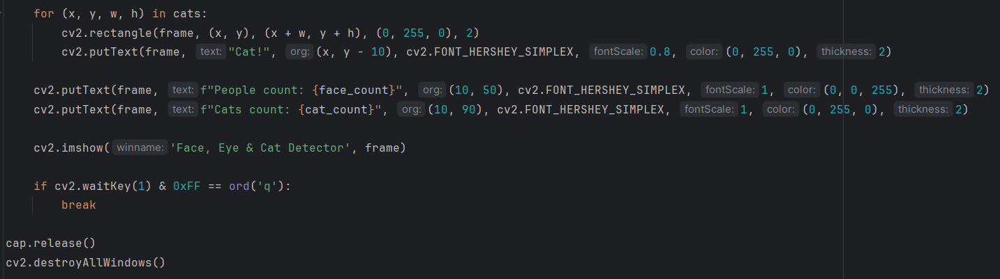 for (x, y, w, h) in cats:
cv2.rectangle(frame, (x, y), (x + w, y + h), (0, 255, 0), 2)
cv2.putText(frame, text: "Cat!", org: (x, y - 10), cv2.FONT_HERSHEY_SIMPLEX, fontScale: 0.8, color: (0, 255, 0), thickness: 2)
cv2.putText(frame, text: f"People count: {face_count}", org: (10, 50), cv2.FONT_HERSHEY_SIMPLEX, fontScale: 1, color: (0, 0, 255), thickness: 2)
cv2.putText(frame, text: f"Cats count: {cat_count}", org: (10, 90), cv2.FONT_HERSHEY_SIMPLEX, fontScale: 1, color: (0, 255, 0), thickness: 2)
cv2.imshow( winname: 'Face, Eye & Cat Detector', frame)
if cv2.waitKey(1) & 0xFF == ord('q'):
break
cap.release()
cv2.destroyAllWindows()